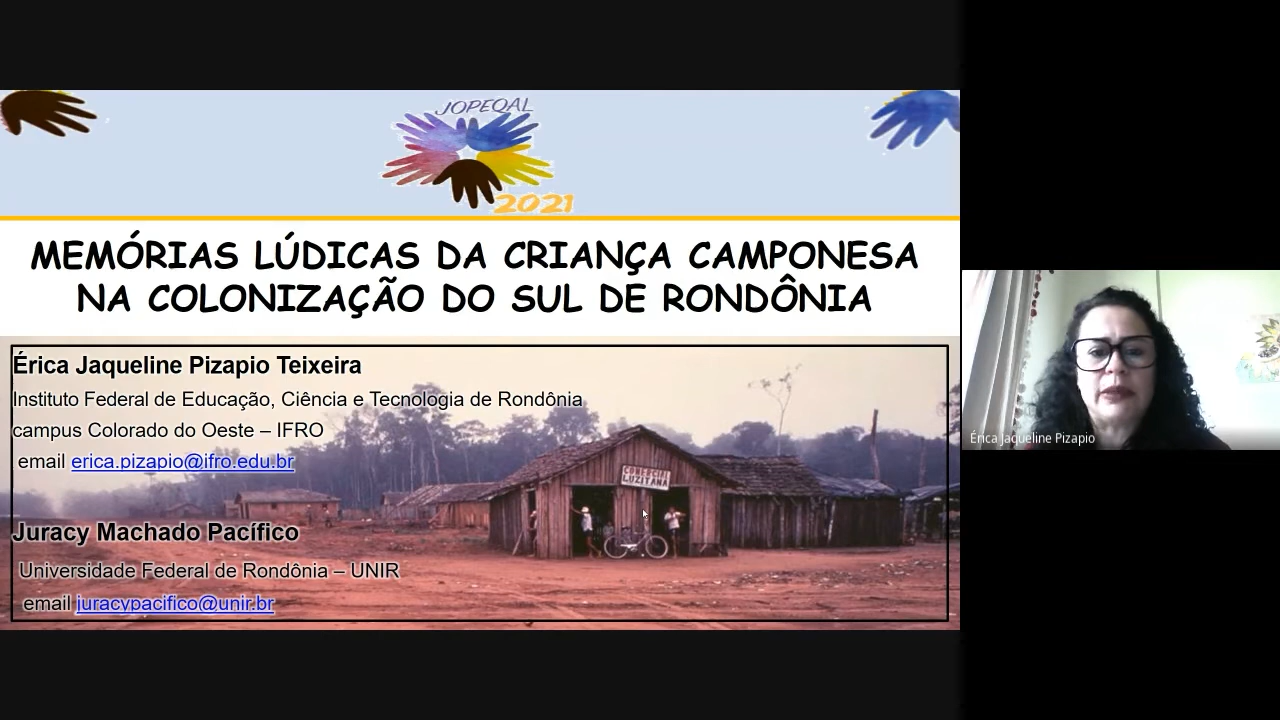 JOPEQAL
2021
MEMÓRIAS LÚDICAS DA CRIANÇA CAMPONESA
NA COLONIZAÇÃO DO SUL DE RONDÔNIA
Érica Jaqueline Pizapio Teixeira
Instituto Federal de Educação, Ciência e Tecnologia de Rondônia
campus Colorado do Oeste – IFRO
email erica.pizapio@ifro.edu.br
COMERCIAL
LUZITANA
Juracy Machado Pacífico
Universidade Federal de Rondônia – UNIR
email juracypacifico@unir.br
Érica Jaqueline Pizapio